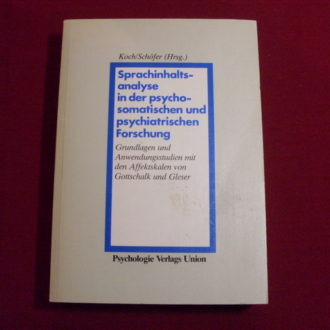 Koch/Schöfer (Hrsg.)
Sprachinhalts-
analyse
in der psycho-
somatischen und
psychiatrischen
Forschung
Grundlagen und
Anwendungsstudien mit
den Affektskalen von
Gottschalk und Gleser
Psychologie Verlags Union